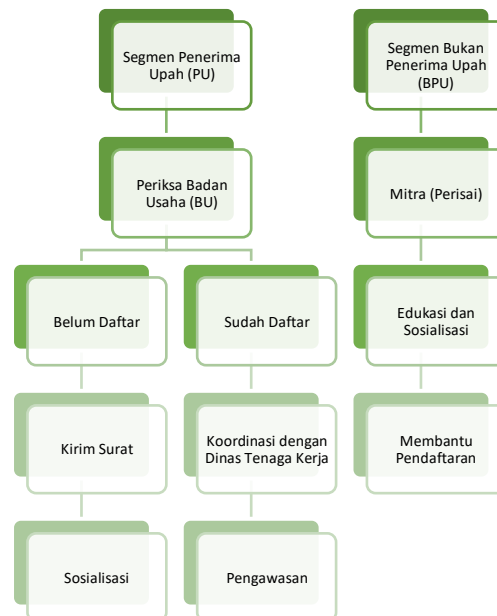 Segmen Penerima
Upah (PU)
Segmen Bukan
Penerima Upah
(BPU)
Periksa Badan
Usaha (BU)
Mitra (Perisai)
Belum Daftar
Sudah Daftar
Edukasi dan
Sosialisasi
Kirim Surat
Koordinasi dengan
Dinas Tenaga Kerja
Membantu
Pendaftaran
Sosialisasi
Pengawasan